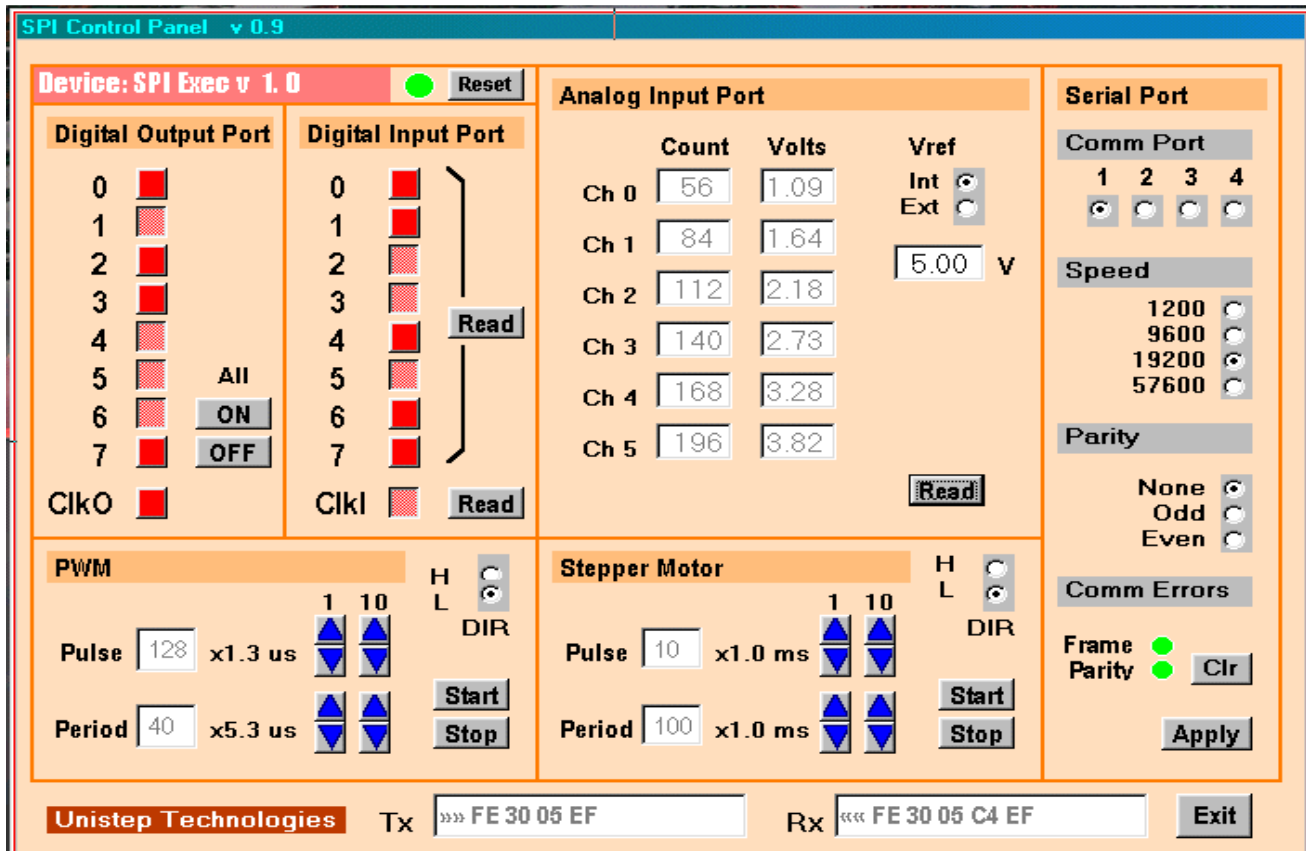 SPI Control Panel v 0.9
Device: SPI Exec v 1. 0
Reset
Digital Output Port
0
1
2
3
4
5
6
7
All
ON
OFF
ClkO
Digital Input Port
0
1
2
3
4
5
6
7
Read
ClkI
Read
Analog Input Port
Count Volts Vref
Ch 0 56 1.09
Ch 1 84 1.64
Ch 2 112 2.18
Ch 3 140 2.73
Ch 4 168 3.28
Ch 5 196 3.82
Int
Ext
5.00 V
Read
Serial Port
Comm Port
1 2 3 4
Speed
1200
9600
19200
57600
Parity
None
Odd
Even
Comm Errors
Frame
Parity
Clr
Apply
PWM
H
L
DIR
1 10
Pulse 128 x1.3 us
Period 40 x5.3 us
Start
Stop
Stepper Motor
H
L
DIR
1 10
Pulse 10 x1.0 ms
Period 100 x1.0 ms
Start
Stop
Unistep Technologies
Tx »» FE 30 05 EF
Rx «« FE 30 05 C4 EF
Exit